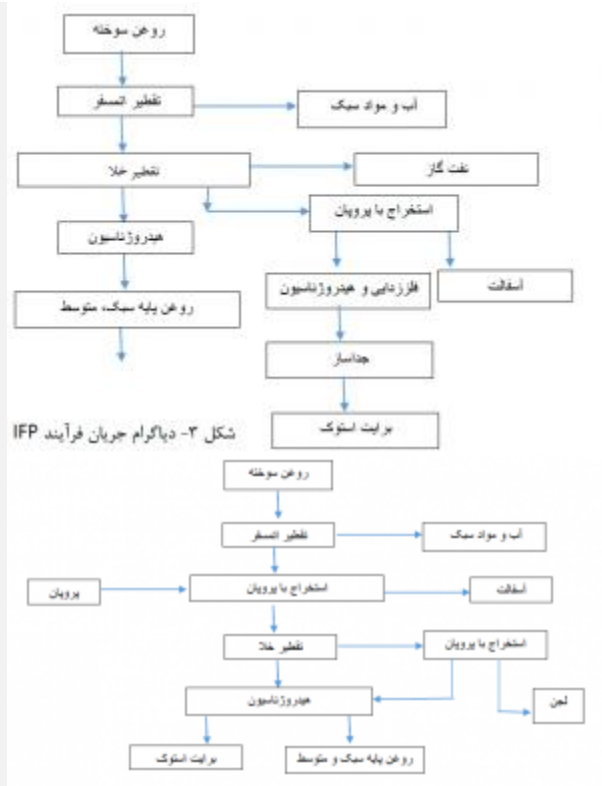 روغن سوخته
تقطیر اتمسفر
آب و مواد سبک
تقطیر خلا
نفت گاز
استخراج با پروپان
هیدروژناسیون
فلززدایی و هیدروژناسیون
آسفالت
روغن پایه سبک، متوسط
جداساز
برایت استوک
شکل ۳- دیاگرام جریان فرآیند IFP
روغن سوخته
تقطیر اتمسفر
آب و مواد سبک
پروپان
استخراج با پروپان
آسفالت
تقطیر خلا
استخراج با پروپان
هیدروژناسیون
لجن
برایت استوک
روغن پایه سبک و متوسط